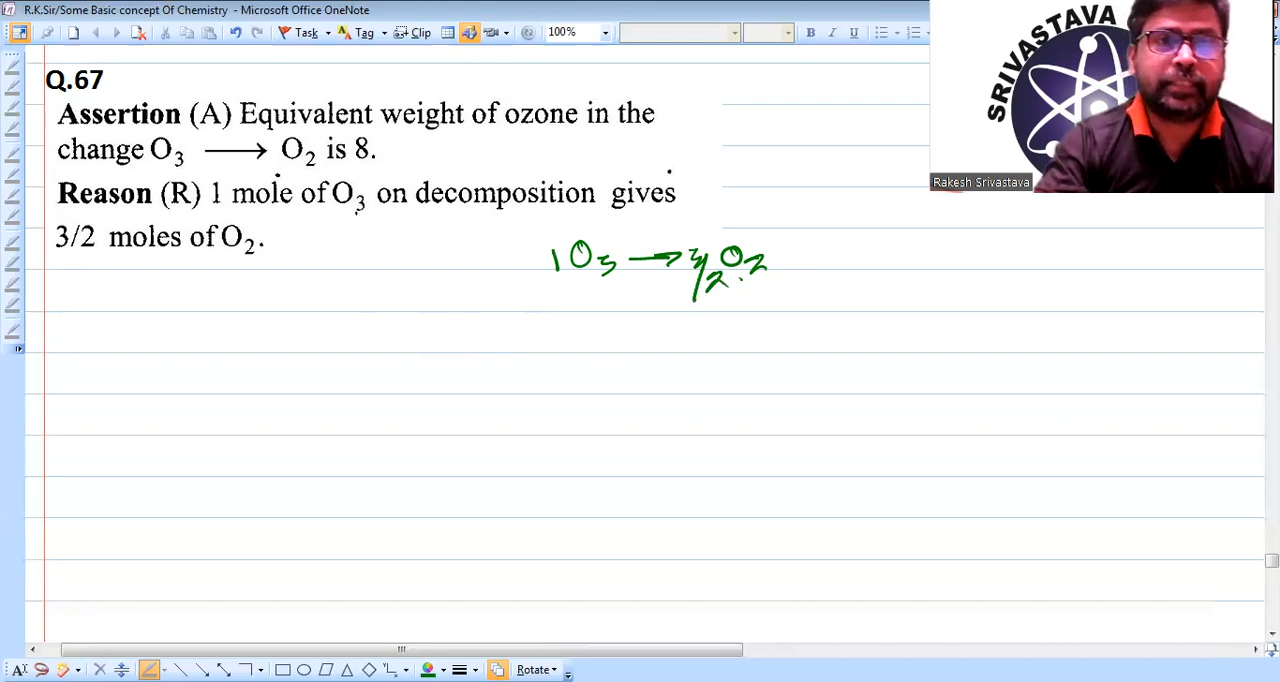 R.K.Sir/Some Basic concept Of Chemistry - Microsoft Office OneNote
Task Tag Clip 100% B I U
SRIVASTAVA
Rakesh Srivastava
Q.67
Assertion (A) Equivalent weight of ozone in the
change O₃ ⟶ O₂ is 8.
Reason (R) 1 mole of O₃ on decomposition gives
3/2 moles of O₂.
1 O₃ → 3/2 O₂
Rotate